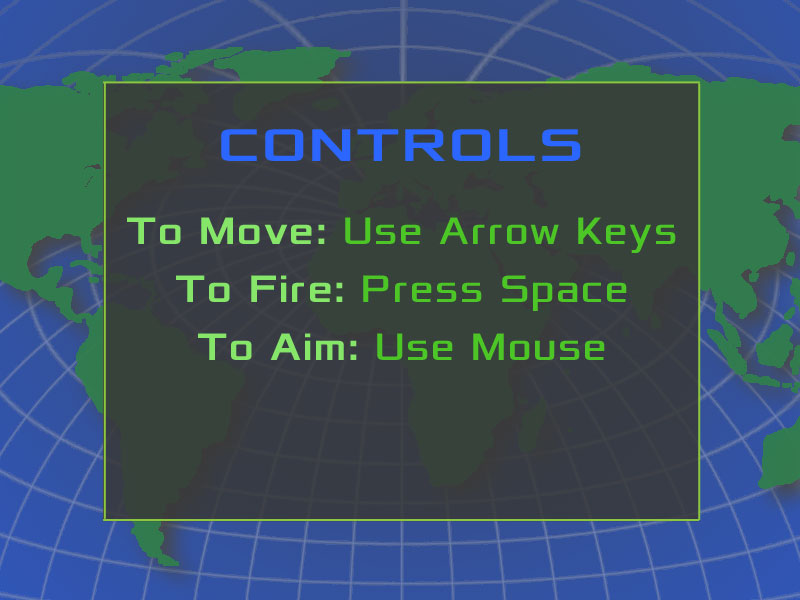 CONTROLS
To Move: Use Arrow Keys
To Fire: Press Space
To Aim: Use Mouse